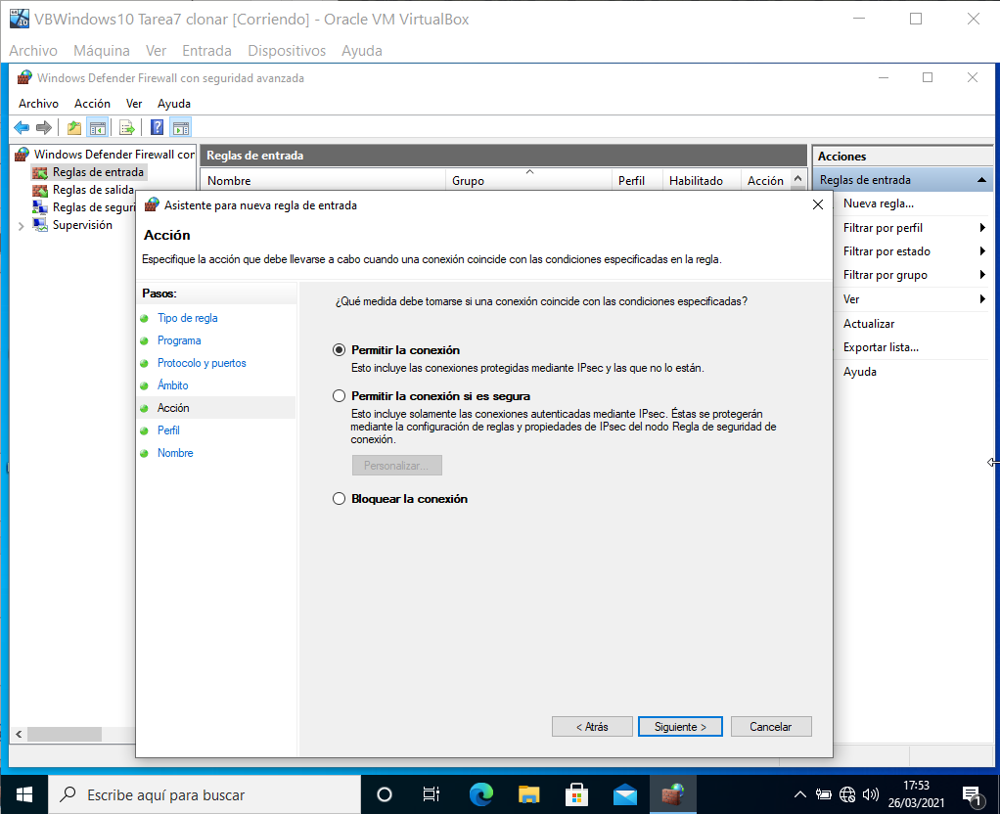 VBWindows10 Tarea7 clonar [Corriendo] - Oracle VM VirtualBox
Archivo Máquina Ver Entrada Dispositivos Ayuda
Windows Defender Firewall con seguridad avanzada
Archivo Acción Ver Ayuda
Windows Defender Firewall con
Reglas de entrada
Reglas de salida
Reglas de seguri
Supervisión
Reglas de entrada
Nombre Grupo Perfil Habilitado Acción
Acciones
Reglas de entrada
Nueva regla...
Filtrar por perfil
Filtrar por estado
Filtrar por grupo
Ver
Actualizar
Exportar lista...
Ayuda
Asistente para nueva regla de entrada
Acción
Especifique la acción que debe llevarse a cabo cuando una conexión coincide con las condiciones especificadas en la regla.
Pasos:
Tipo de regla
Programa
Protocolo y puertos
Ámbito
Acción
Perfil
Nombre
¿Qué medida debe tomarse si una conexión coincide con las condiciones especificadas?
Permitir la conexión
Esto incluye las conexiones protegidas mediante IPsec y las que no lo están.
Permitir la conexión si es segura
Esto incluye solamente las conexiones autenticadas mediante IPsec. Éstas se protegerán
mediante la configuración de reglas y propiedades de IPsec del nodo Regla de seguridad de
conexión.
Personalizar...
Bloquear la conexión
< Atrás Siguiente > Cancelar
Escribe aquí para buscar
17:53
26/03/2021
1